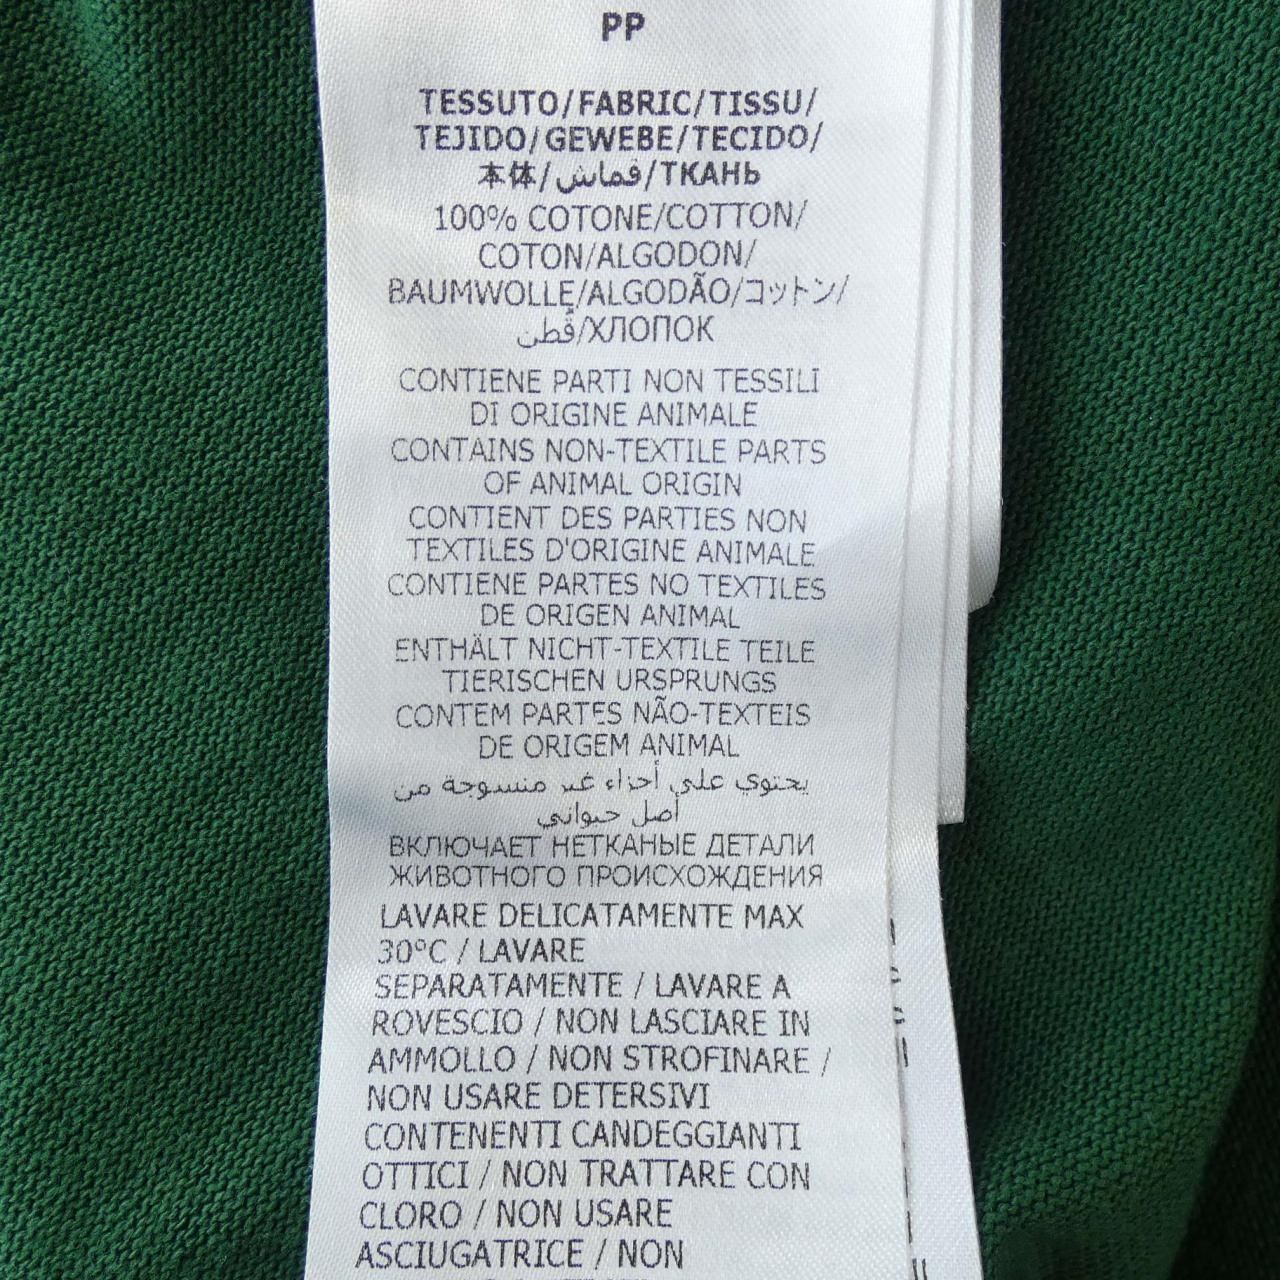 PP
TESSUTO/FABRIC/TISSU/
TEJIDO/GEWEBE/TECIDO/
本体/قماش/ТКАНЬ
100% COTONE/COTTON/
COTON/ALGODON/
BAUMWOLLE/ALGODÃO/コットン/
قطن/ХЛОПОК
CONTIENE PARTI NON TESSILI
DI ORIGINE ANIMALE
CONTAINS NON-TEXTILE PARTS
OF ANIMAL ORIGIN
CONTIENT DES PARTIES NON
TEXTILES D'ORIGINE ANIMALE
CONTIENE PARTES NO TEXTILES
DE ORIGEN ANIMAL
ENTHÄLT NICHT-TEXTILE TEILE
TIERISCHEN URSPRUNGS
CONTEM PARTES NÃO-TEXTEIS
DE ORIGEM ANIMAL
يحتوي على أجزاء غير منسوجة من
أصل حيواني
ВКЛЮЧАЕТ НЕТКАНЫЕ ДЕТАЛИ
ЖИВОТНОГО ПРОИСХОЖДЕНИЯ
LAVARE DELICATAMENTE MAX
30°C / LAVARE
SEPARATAMENTE / LAVARE A
ROVESCIO / NON LASCIARE IN
AMMOLLO / NON STROFINARE /
NON USARE DETERSIVI
CONTENENTI CANDEGGIANTI
OTTICI / NON TRATTARE CON
CLORO / NON USARE
ASCIUGATRICE / NON